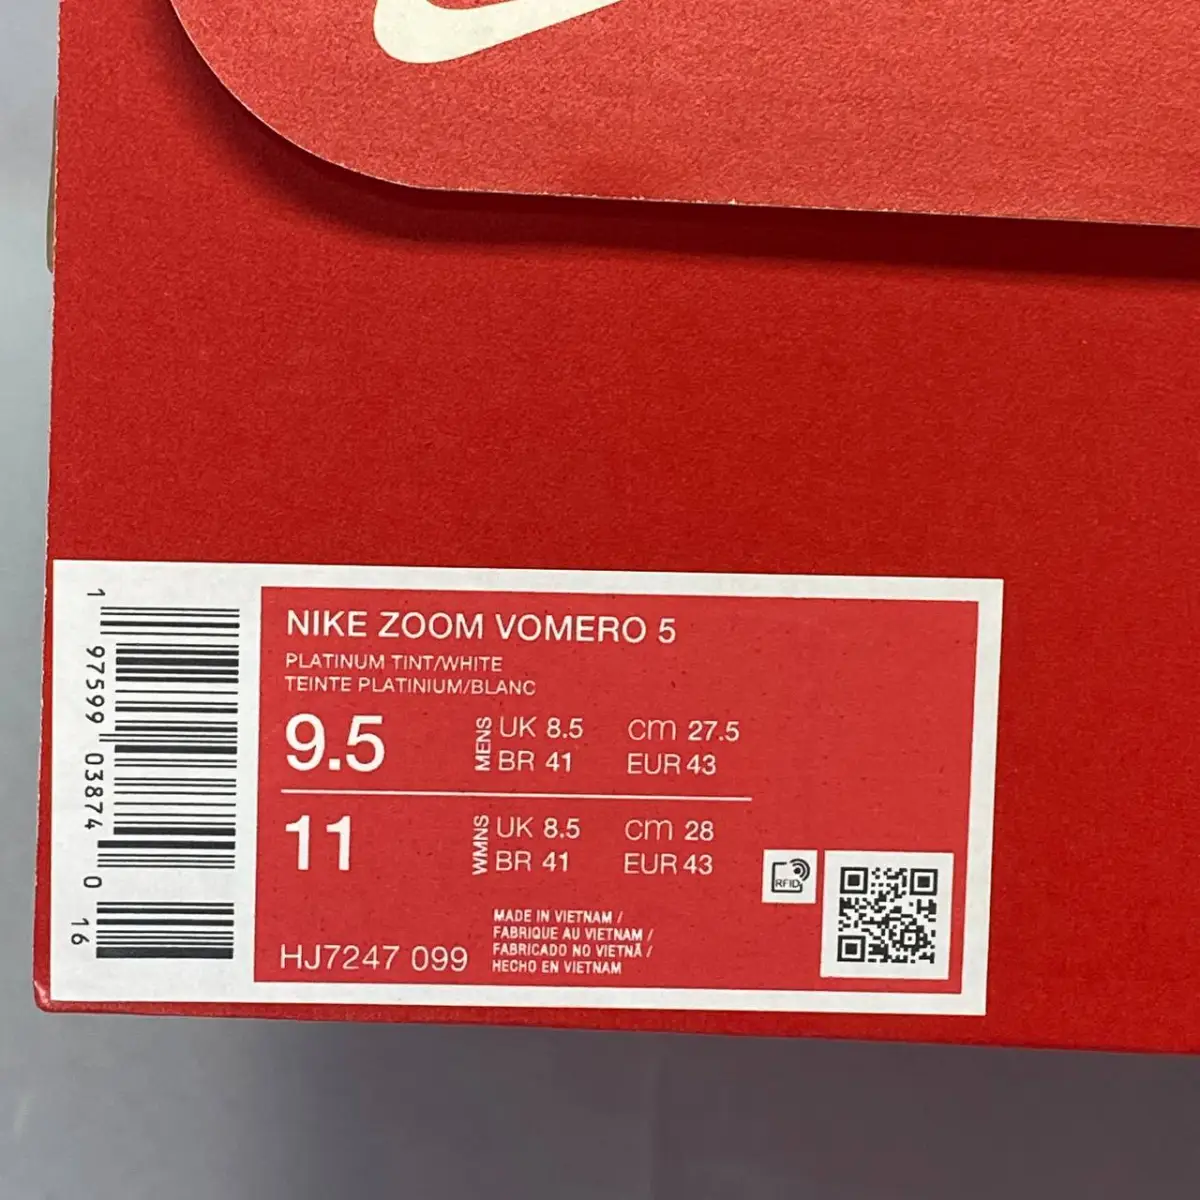 NIKE ZOOM VOMERO 5
PLATINUM TINT/WHITE
TEINTE PLATINIUM/BLANC
9.5 MENS UK 8.5 cm 27.5
BR 41 EUR 43
11 WMNS UK 8.5 cm 28
BR 41 EUR 43
RFID
HJ7247 099
MADE IN VIETNAM /
FABRIQUE AU VIETNAM /
FABRICADO NO VIETNÃ /
HECHO EN VIETNAM
1 97599 03874 0 16